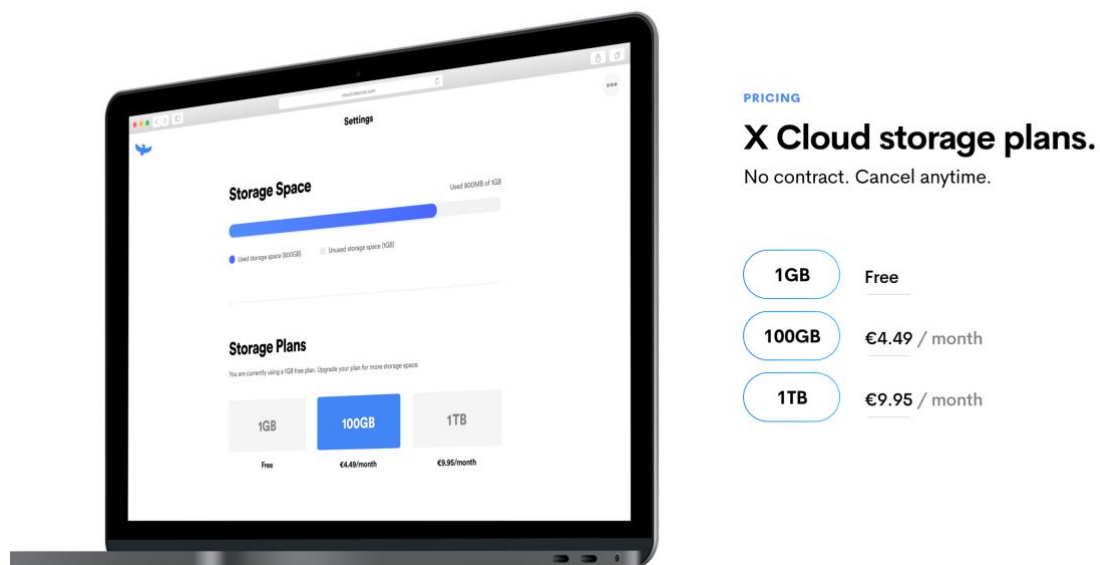 Settings
Storage Space
Used 800MB of 1GB
Used storage space (800GB)
Unused storage space (1GB)
Storage Plans
You are currently using a 1GB free plan. Upgrade your plan for more storage space.
1GB
100GB
1TB
Free
€4.49/month
€9.95/month
PRICING
X Cloud storage plans.
No contract. Cancel anytime.
1GB Free
100GB €4.49 / month
1TB €9.95 / month